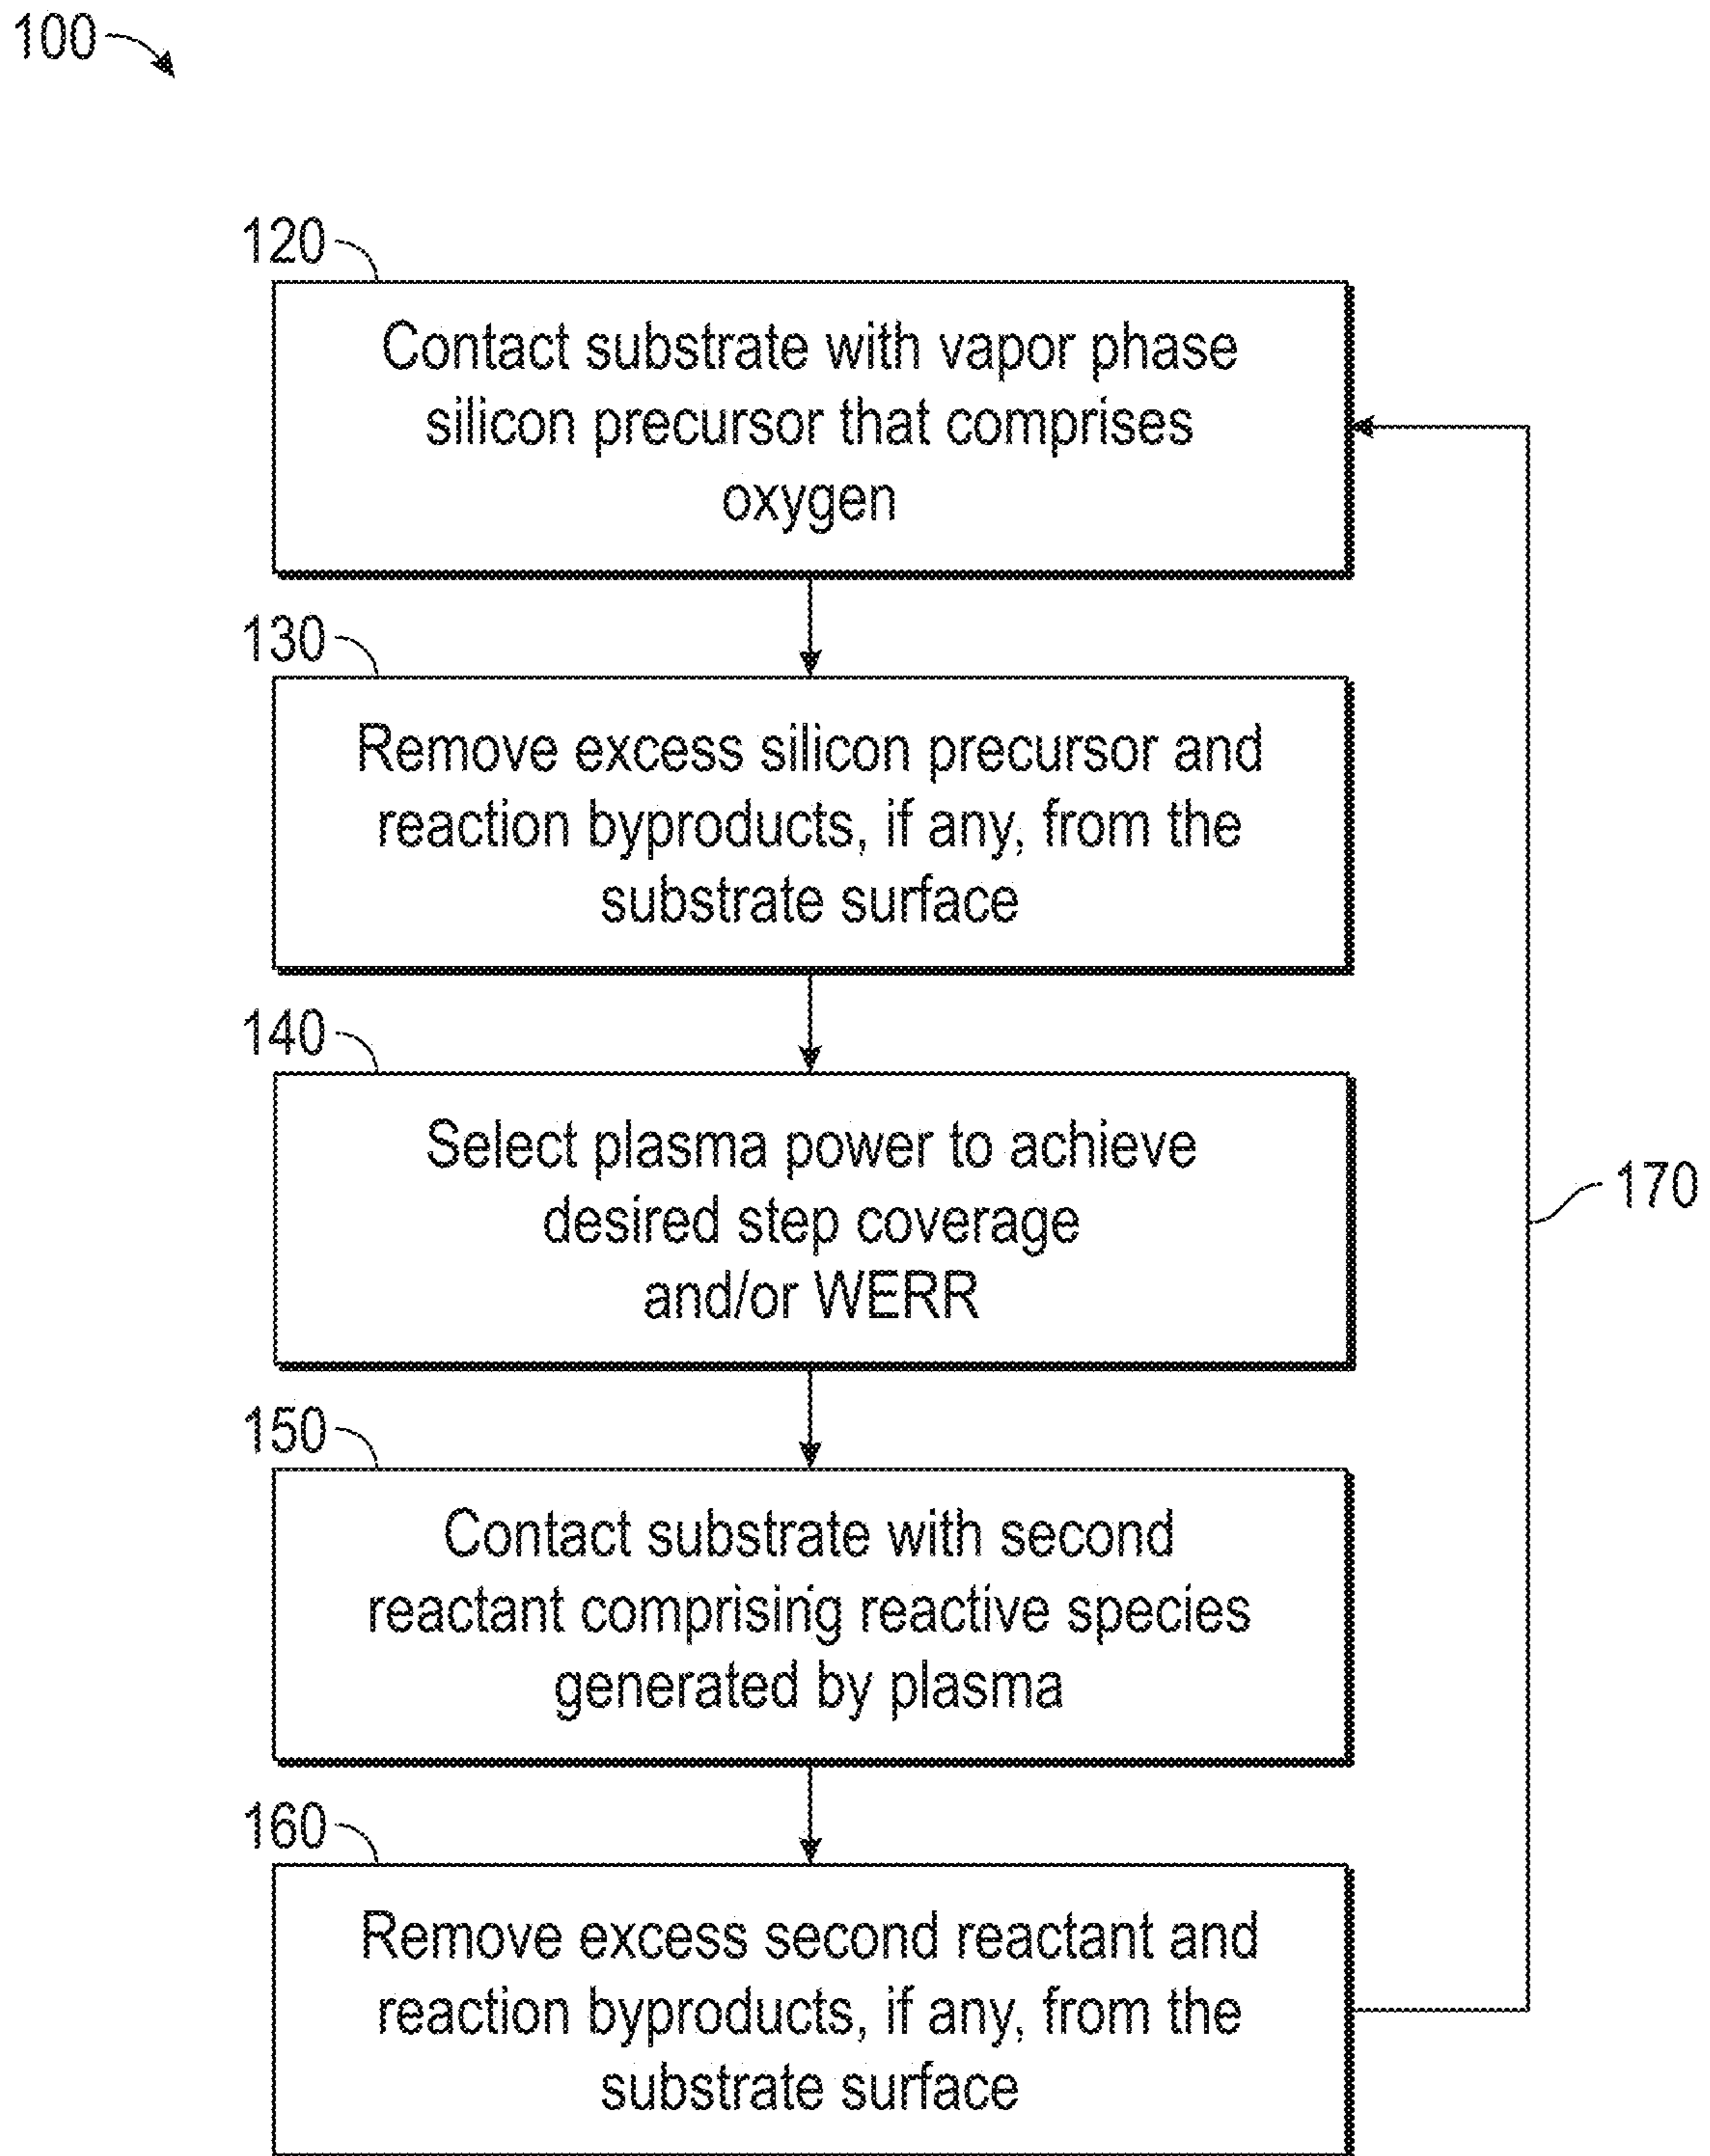 100
120
Contact substrate with vapor phase
silicon precursor that comprises
oxygen
130
Remove excess silicon precursor and
reaction byproducts, if any, from the
substrate surface
140
Select plasma power to achieve
desired step coverage
and/or WERR
170
150
Contact substrate with second
reactant comprising reactive species
generated by plasma
160
Remove excess second reactant and
reaction byproducts, if any, from the
substrate surface